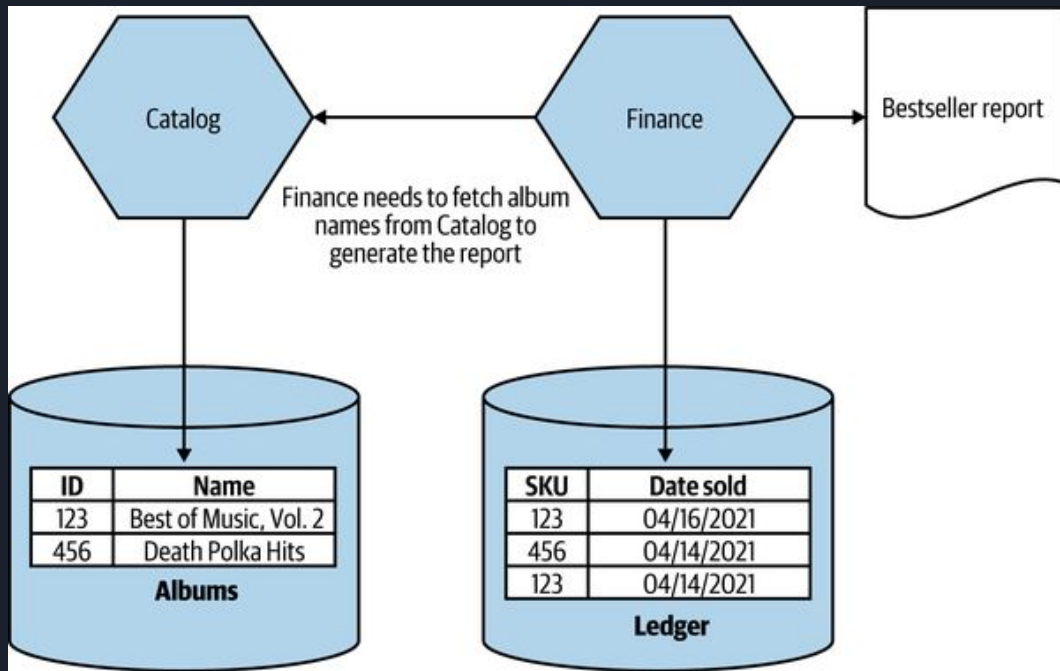 Catalog
Finance
Bestseller report
Finance needs to fetch album
names from Catalog to
generate the report
ID Name
123 Best of Music, Vol. 2
456 Death Polka Hits
Albums
SKU Date sold
123 04/16/2021
456 04/14/2021
123 04/14/2021
Ledger